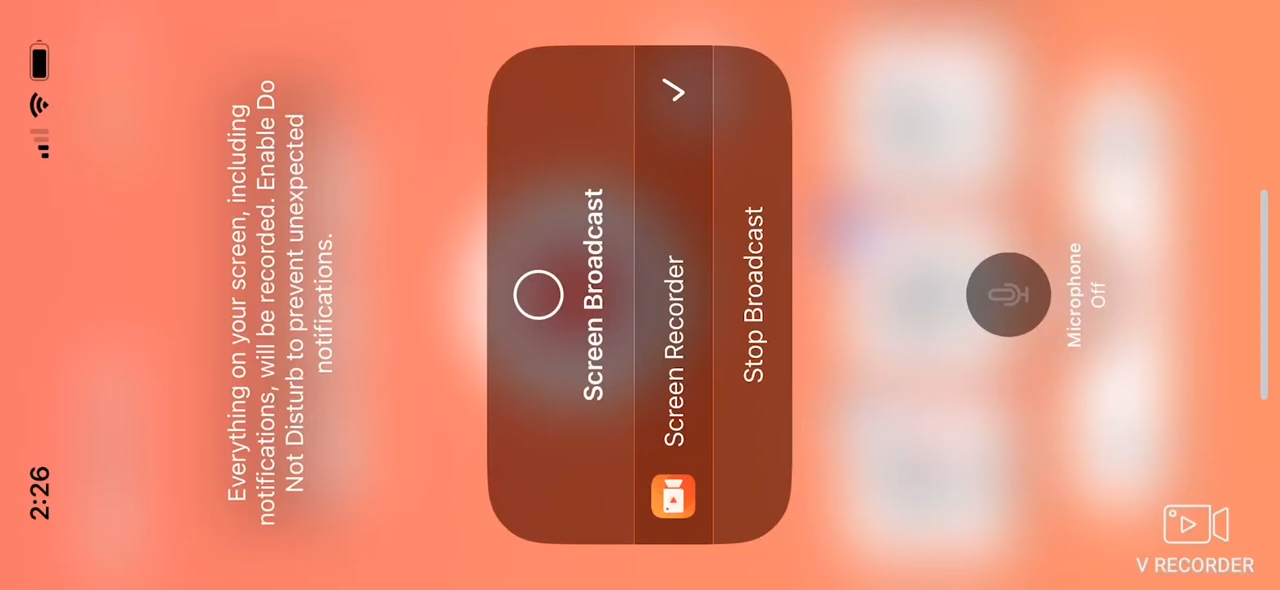 2:26
Everything on your screen, including
notifications, will be recorded. Enable Do
Not Disturb to prevent unexpected
notifications.
Screen Broadcast
Screen Recorder
Stop Broadcast
Microphone
Off
V RECORDER